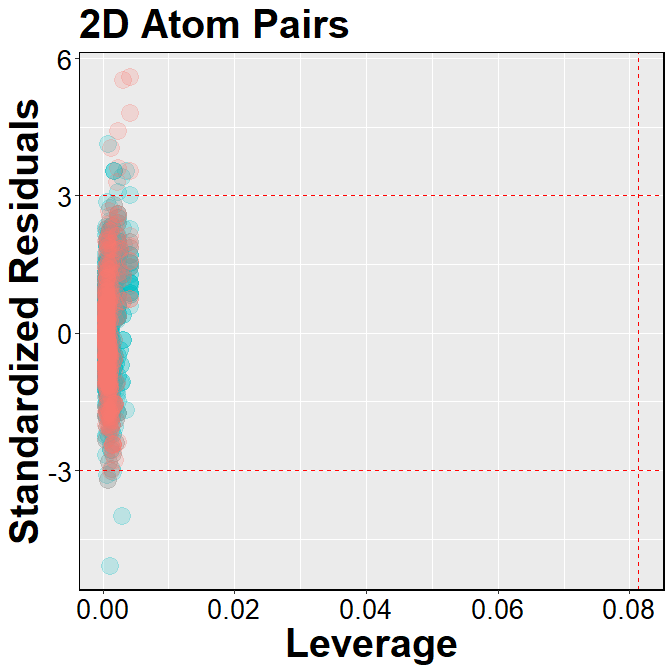 2D Atom Pairs
Standardized Residuals
6
3
0
-3
0.00 0.02 0.04 0.06 0.08
Leverage